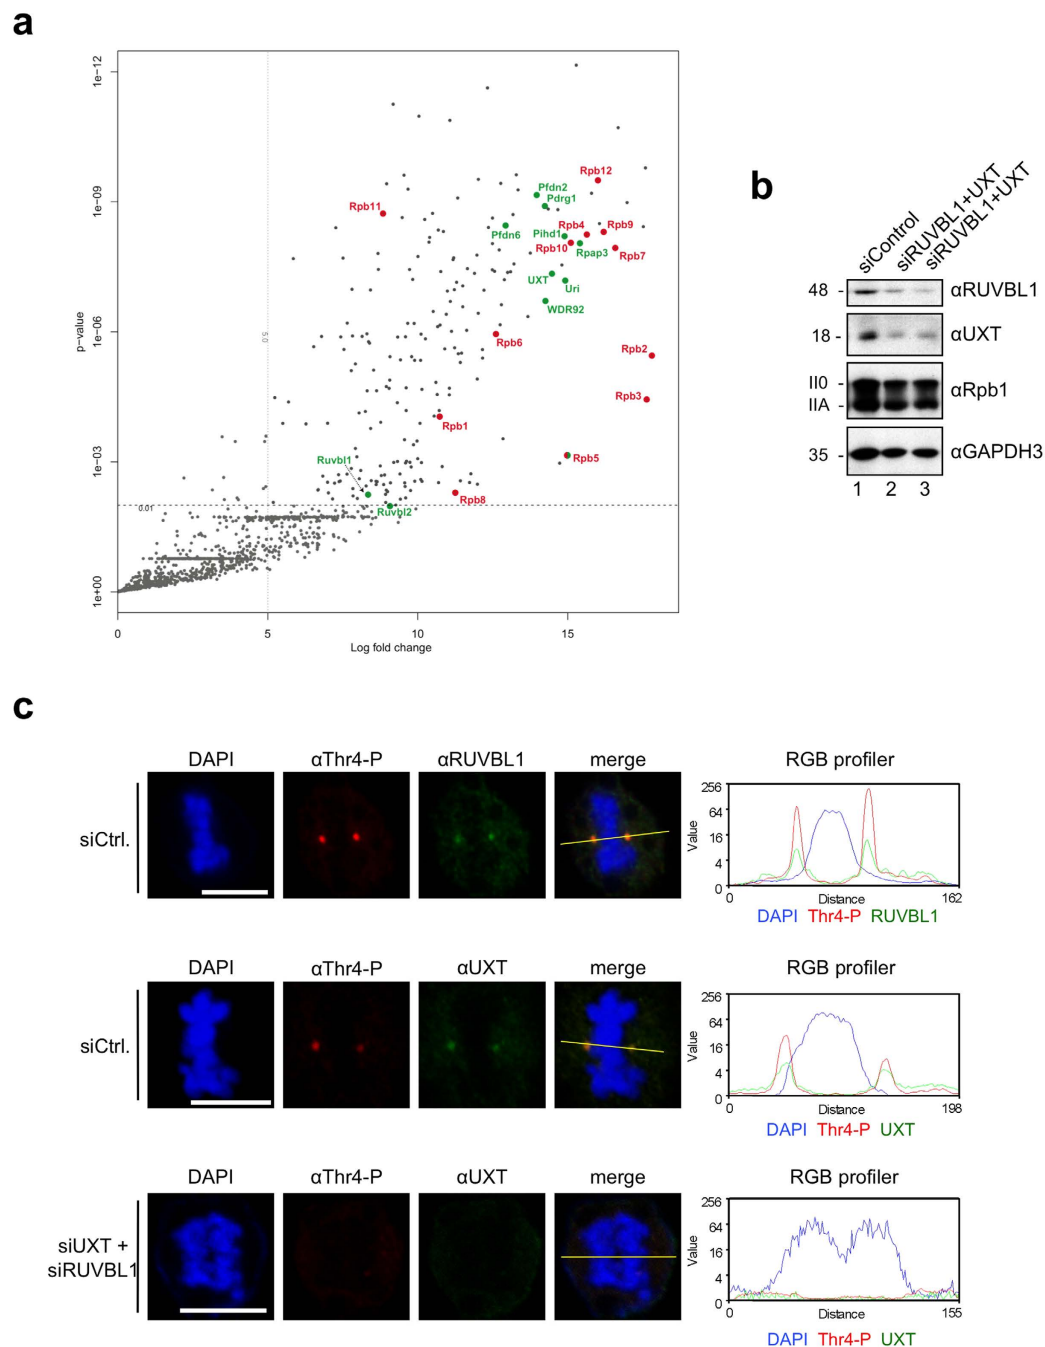 a
1e-12
1e-09
1e-06
1e-03
1e+00
p-value
0
5
10
15
Log fold change
5.0
0.01
Rpb12
Pfdn2
Pdrg1
Rpb11
Pfdn6
Pihd1
Rpb4
Rpb9
Rpb10
Rpap3
Rpb7
UXT
Uri
WDR92
Rpb6
Rpb2
Rpb3
Rpb1
Rpb5
Ruvbl1
Rpb8
Ruvbl2
b
siControl
siRUVBL1+UXT
siRUVBL1+UXT
48 - αRUVBL1
18 - αUXT
II0 -
IIA - αRpb1
35 - αGAPDH3
1 2 3
c
DAPI αThr4-P αRUVBL1 merge RGB profiler
siCtrl.
256
64
16
4
0
Value
0 Distance 162
DAPI Thr4-P RUVBL1
DAPI αThr4-P αUXT merge RGB profiler
siCtrl.
256
64
16
4
0
Value
0 Distance 198
DAPI Thr4-P UXT
DAPI αThr4-P αUXT merge RGB profiler
siUXT +
siRUVBL1
256
64
16
4
0
Value
0 Distance 155
DAPI Thr4-P UXT